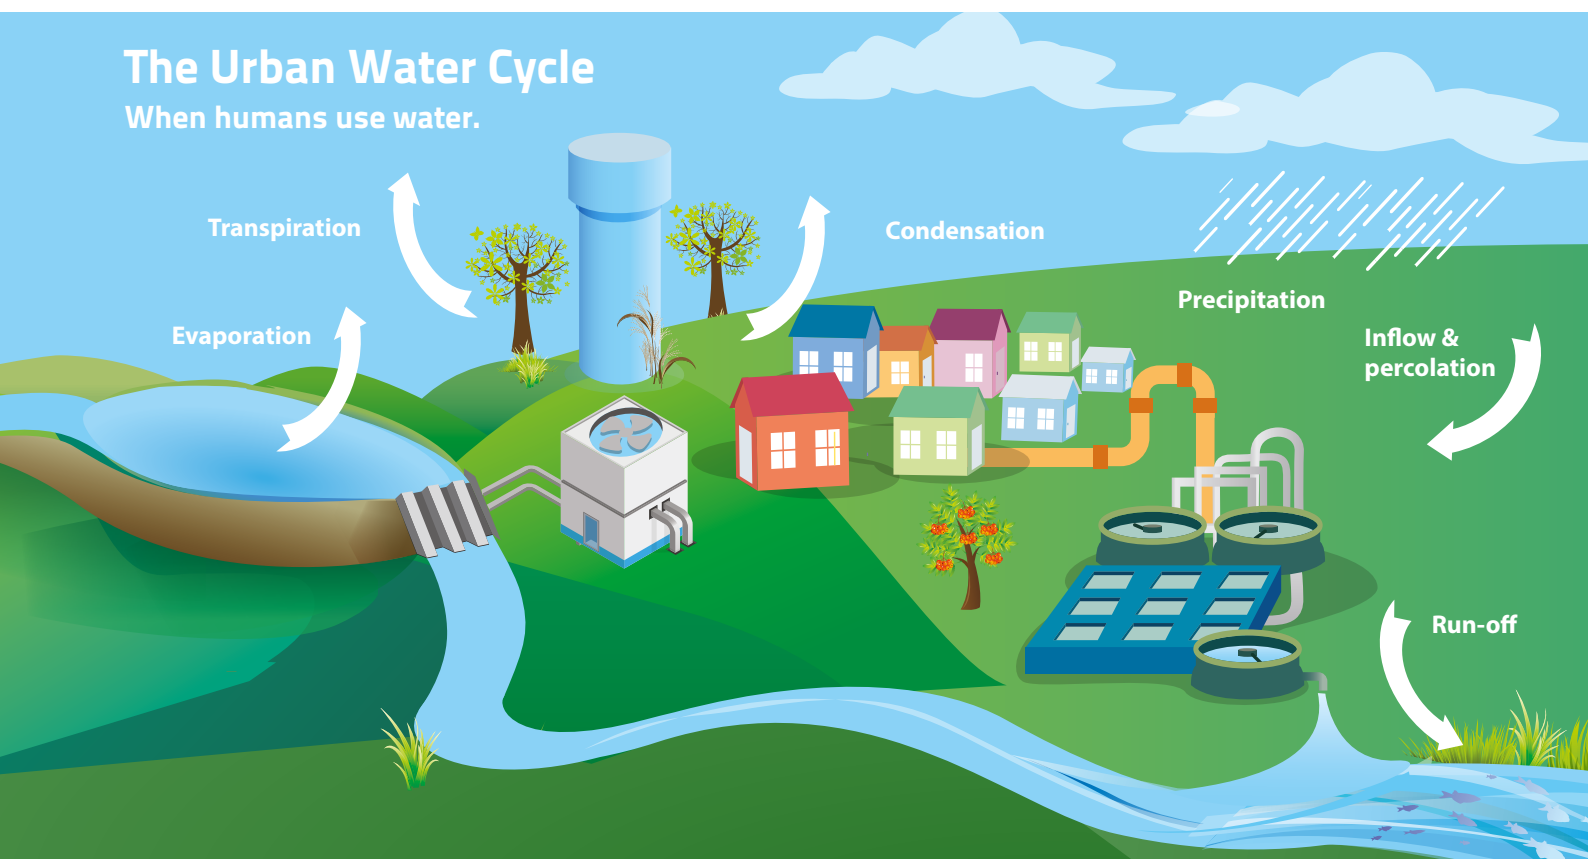 The Urban Water Cycle
When humans use water.
Transpiration
Condensation
Evaporation
Precipitation
Inflow &
percolation
Run-off